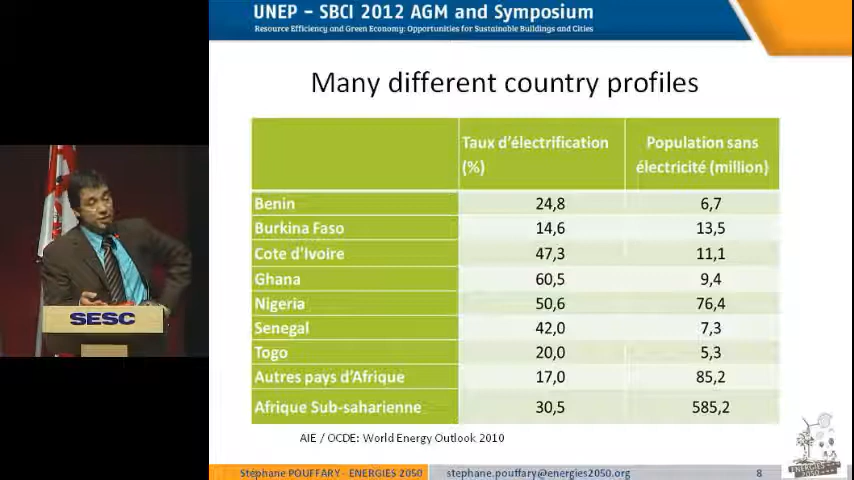 UNEP – SBCI 2012 AGM and Symposium
Resource Efficiency and Green Economy: Opportunities for Sustainable Buildings and Cities
Many different country profiles
Taux d'électrification (%)
Population sans électricité (million)
Benin 24,8 6,7
Burkina Faso 14,6 13,5
Cote d'Ivoire 47,3 11,1
Ghana 60,5 9,4
Nigeria 50,6 76,4
Senegal 42,0 7,3
Togo 20,0 5,3
Autres pays d'Afrique 17,0 85,2
Afrique Sub-saharienne 30,5 585,2
AIE / OCDE: World Energy Outlook 2010
SESC
Stéphane POUFFARY - ENERGIES 2050 stephane.pouffary@energies2050.org 8
ENERGIES 2050